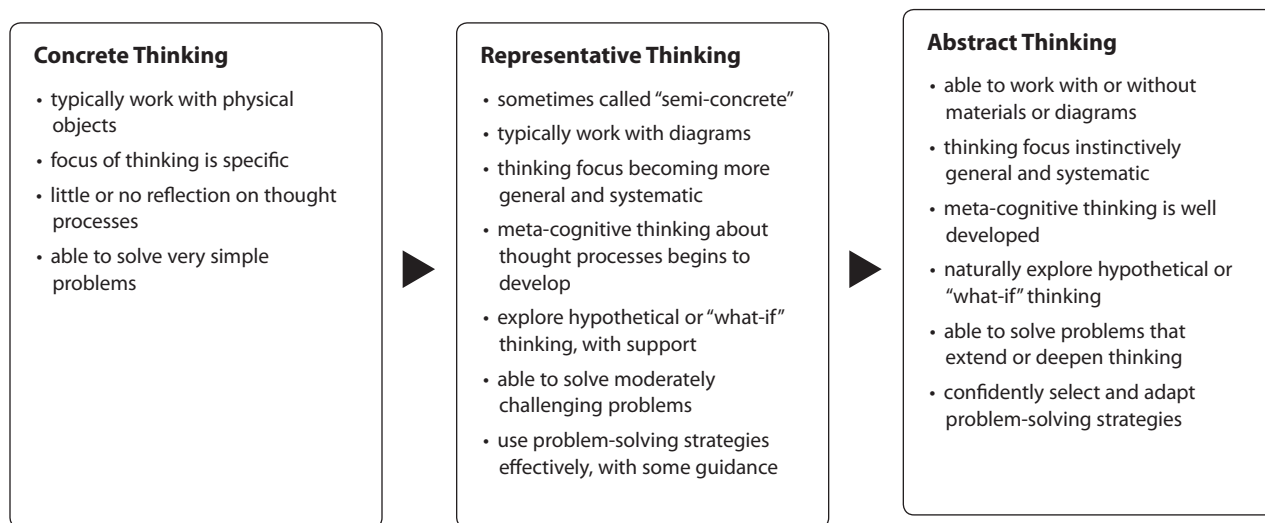 Concrete Thinking
• typically work with physical
objects
• focus of thinking is specific
• little or no reflection on thought
processes
• able to solve very simple
problems
Representative Thinking
• sometimes called “semi-concrete”
• typically work with diagrams
• thinking focus becoming more
general and systematic
• meta-cognitive thinking about
thought processes begins to
develop
• explore hypothetical or “what-if”
thinking, with support
• able to solve moderately
challenging problems
• use problem-solving strategies
effectively, with some guidance
Abstract Thinking
• able to work with or without
materials or diagrams
• thinking focus instinctively
general and systematic
• meta-cognitive thinking is well
developed
• naturally explore hypothetical or
“what-if” thinking
• able to solve problems that
extend or deepen thinking
• confidently select and adapt
problem-solving strategies